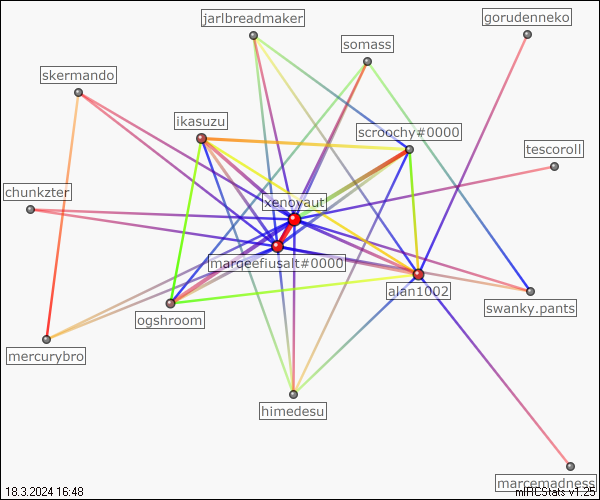 jarlbreadmaker
gorudenneko
somass
skermando
ikasuzu
scroochy#0000
tescoroll
chunkzter
xenoyaut
marqeefiusalt#0000
alan1002
swanky.pants
ogshroom
mercurybro
himedesu
marcemadness
18.3.2024 16:48
mIRCStats v1.25